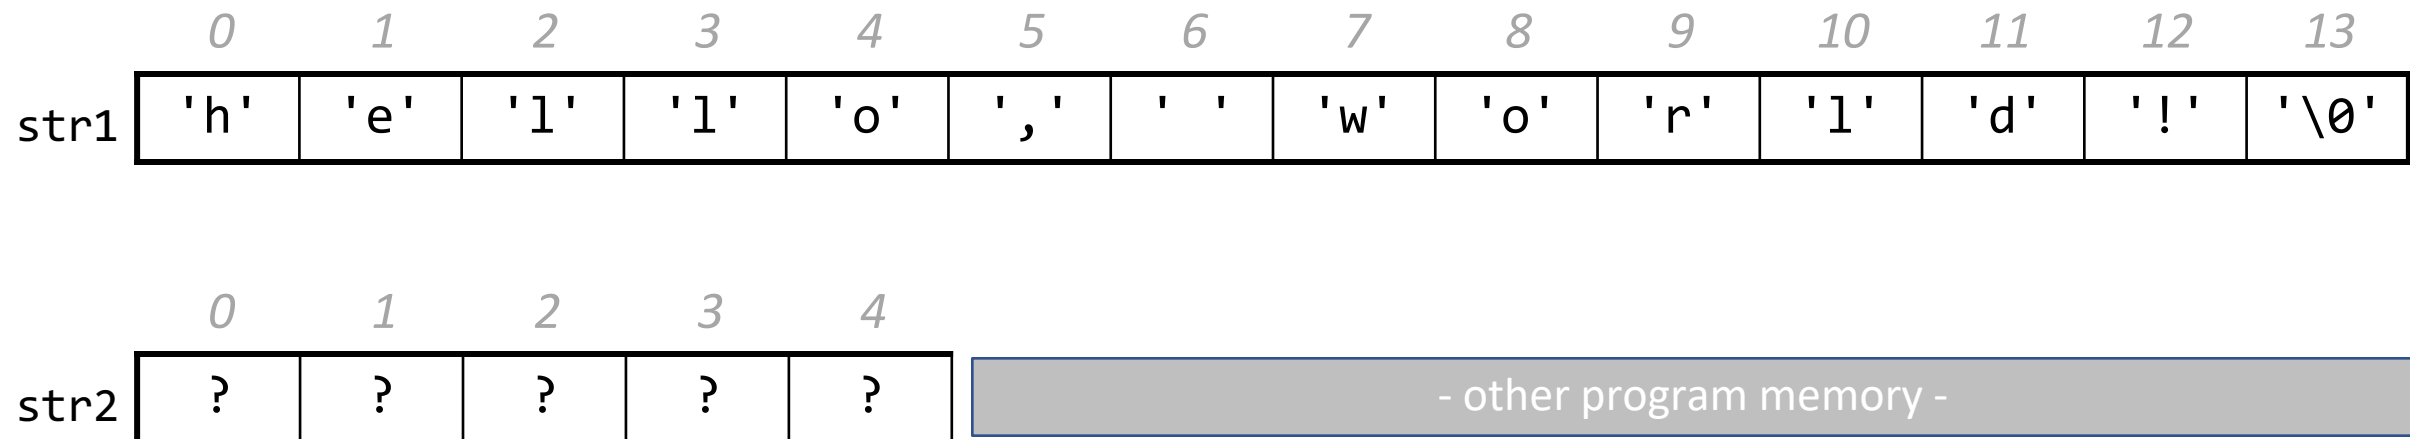 0 1 2 3 4 5 6 7 8 9 10 11 12 13
str1 'h' 'e' 'l' 'l' 'o' ',' ' ' 'w' 'o' 'r' 'l' 'd' '!' '\0'
0 1 2 3 4
str2 ? ? ? ? ? - other program memory -